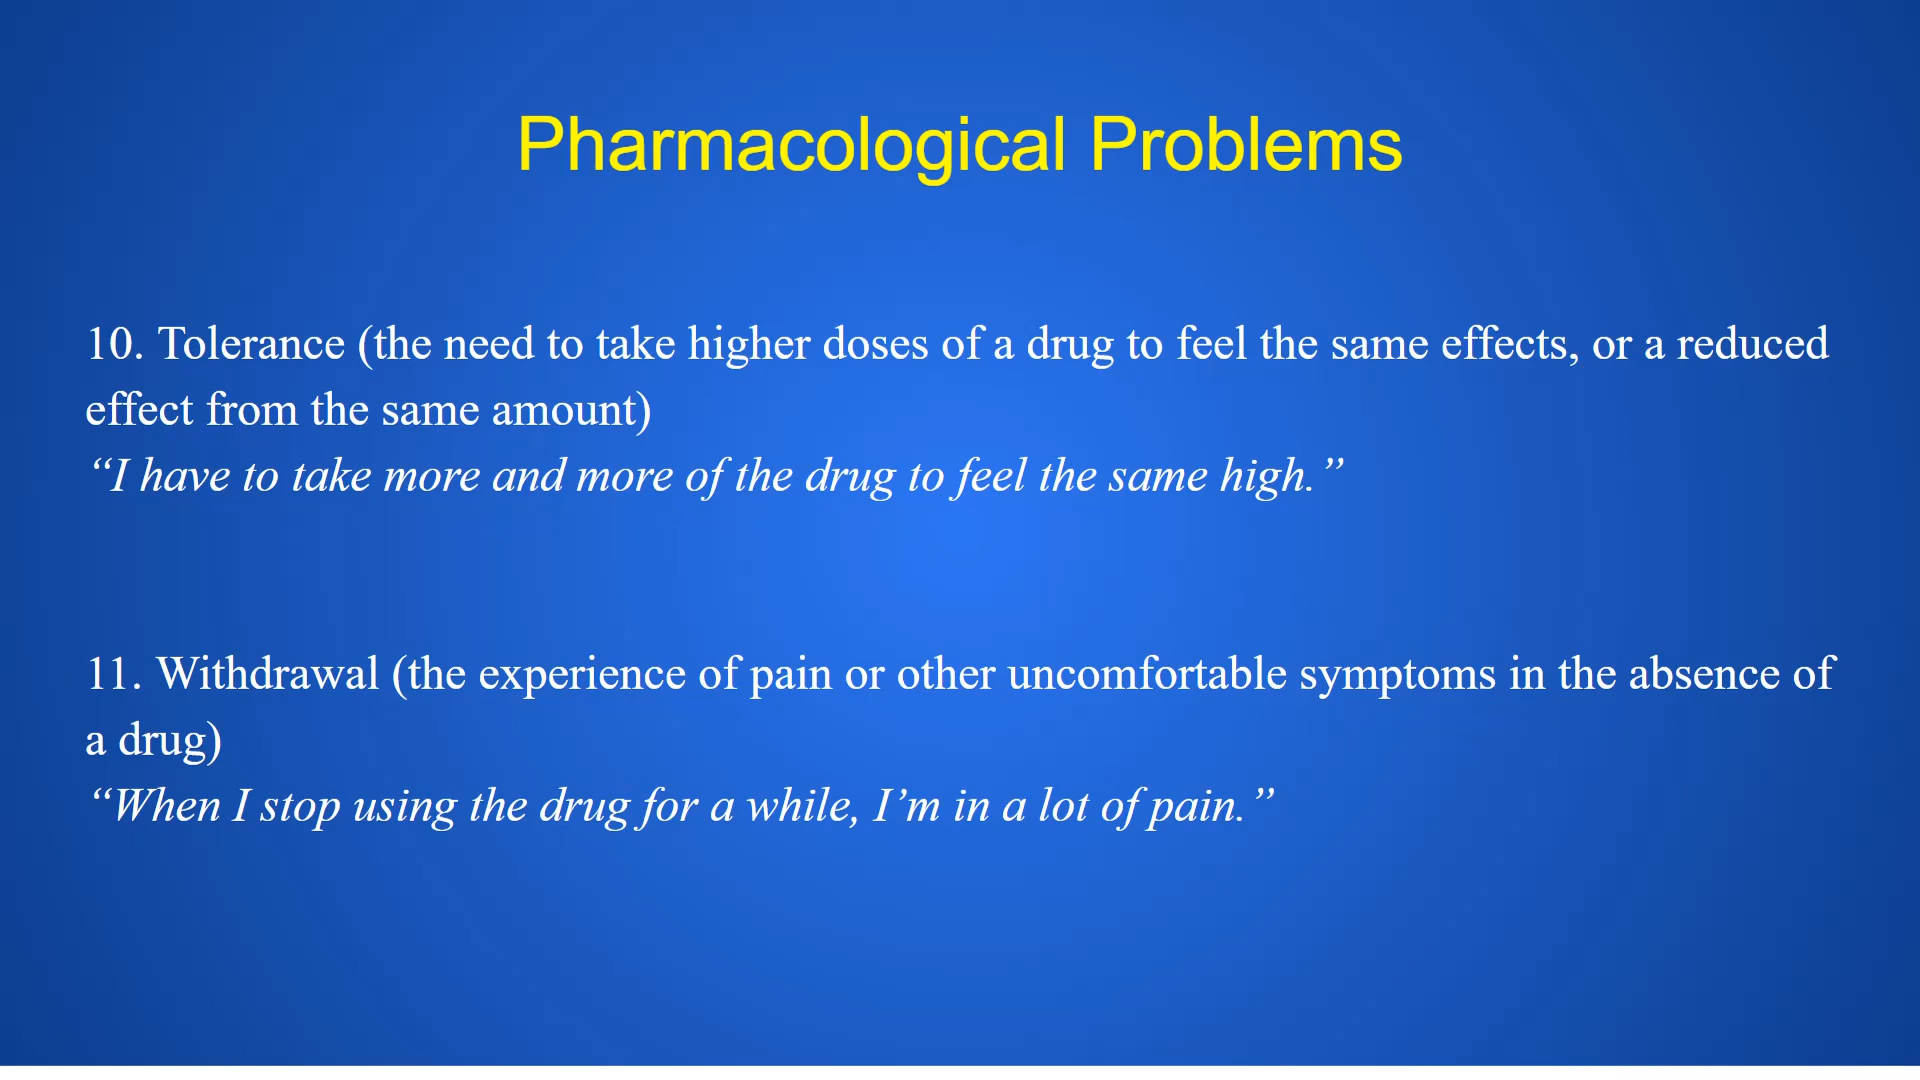 Pharmacological Problems
10. Tolerance (the need to take higher doses of a drug to feel the same effects, or a reduced
effect from the same amount)
“I have to take more and more of the drug to feel the same high.”
11. Withdrawal (the experience of pain or other uncomfortable symptoms in the absence of
a drug)
“When I stop using the drug for a while, I’m in a lot of pain.”